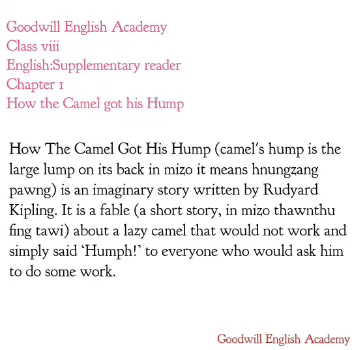 Goodwill English Academy
Class viii
English:Supplementary reader
Chapter 1
How the Camel got his Hump
How The Camel Got His Hump (camel's hump is the
large lump on its back in mizo it means hnungzang
pawng) is an imaginary story written by Rudyard
Kipling. It is a fable (a short story, in mizo thawnthu
fing tawi) about a lazy camel that would not work and
simply said ‘Humph!’ to everyone who would ask him
to do some work.
Goodwill English Academy